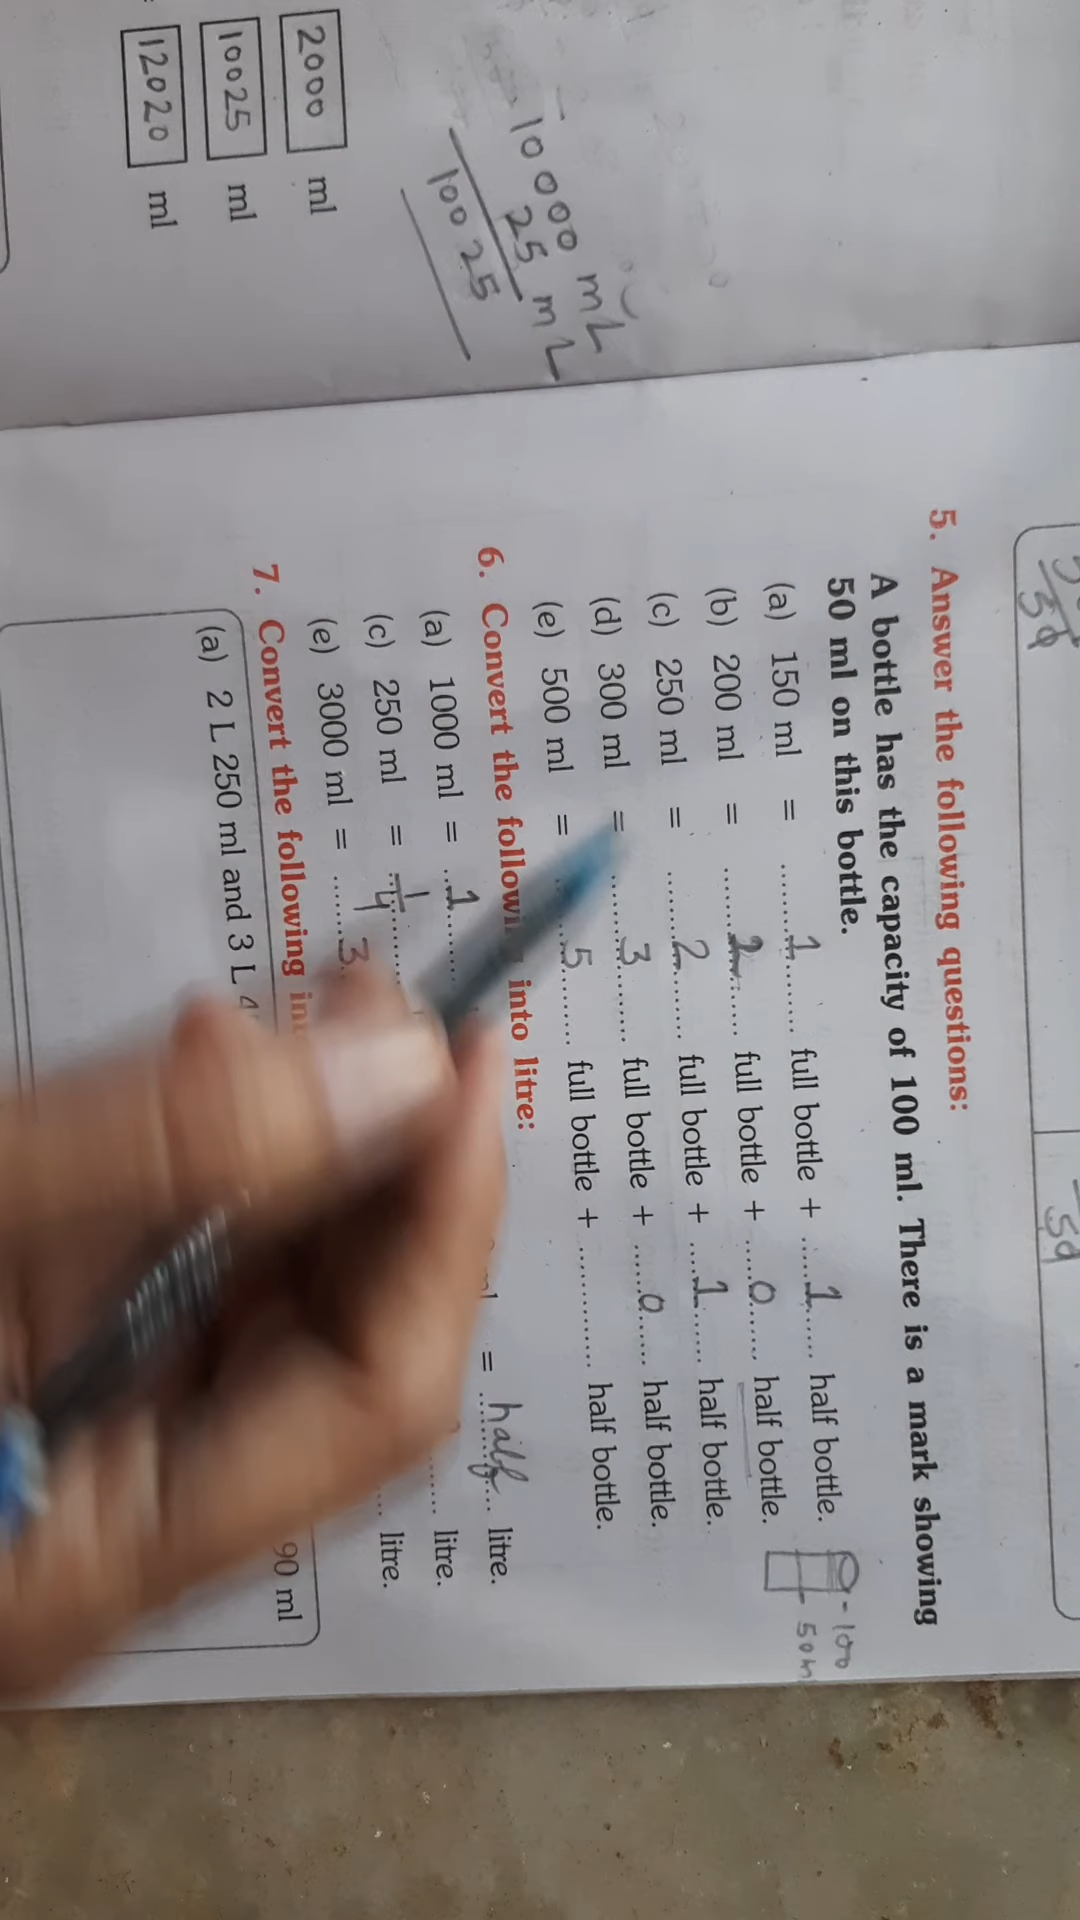 2000 ml
10025 ml
12020 ml
10000 mL
25 mL
10025
5. Answer the following questions:
A bottle has the capacity of 100 ml. There is a mark showing
50 ml on this bottle.
(a) 150 ml = ........1........ full bottle + .....1...... half bottle.
(b) 200 ml = ........2........ full bottle + .....0...... half bottle.
(c) 250 ml = ........2........ full bottle + .....1...... half bottle.
(d) 300 ml = ........3........ full bottle + .....0...... half bottle.
(e) 500 ml = ........5........ full bottle + ............ half bottle.
- 100
50m
6. Convert the into litre:
(a) 1000 ml = ...1........ = half litre.
(c) 250 ml = 1/4 litre.
(e) 3000 ml = ......3.. litre.
7. Convert the following
(a) 2 L 250 ml and 3 L 90 ml